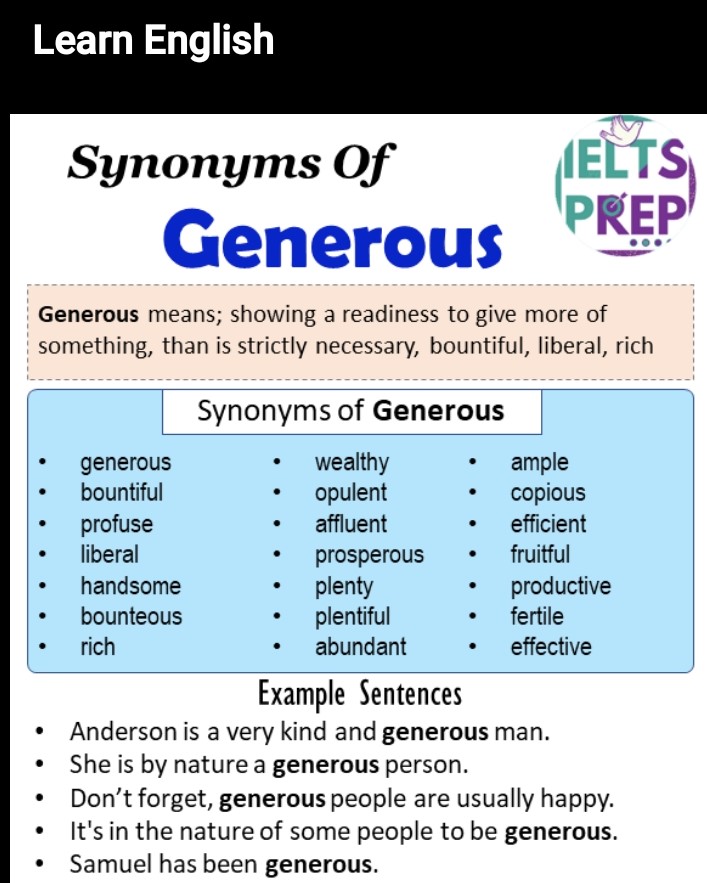 Learn English
Synonyms Of
Generous
IELTS
PREP
Generous means; showing a readiness to give more of
something, than is strictly necessary, bountiful, liberal, rich
Synonyms of Generous
• generous • wealthy • ample
• bountiful • opulent • copious
• profuse • affluent • efficient
• liberal • prosperous • fruitful
• handsome • plenty • productive
• bounteous • plentiful • fertile
• rich • abundant • effective
Example Sentences
• Anderson is a very kind and generous man.
• She is by nature a generous person.
• Don’t forget, generous people are usually happy.
• It's in the nature of some people to be generous.
• Samuel has been generous.